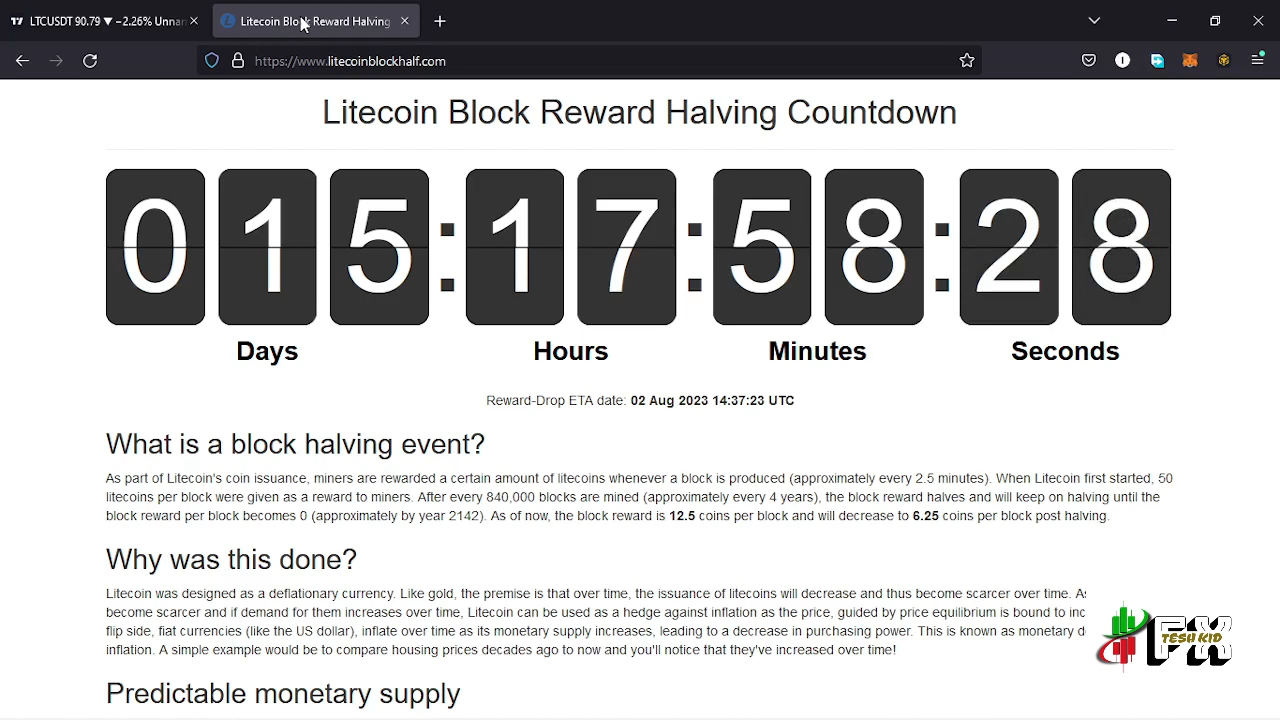 LTCUSDT 90.79 ▼ −2.26% Unnar
Litecoin Block Reward Halving
https://www.litecoinblockhalf.com
Litecoin Block Reward Halving Countdown
015:17:58:28
Days Hours Minutes Seconds
Reward-Drop ETA date: 02 Aug 2023 14:37:23 UTC
What is a block halving event?
As part of Litecoin's coin issuance, miners are rewarded a certain amount of litecoins whenever a block is produced (approximately every 2.5 minutes). When Litecoin first started, 50
litecoins per block were given as a reward to miners. After every 840,000 blocks are mined (approximately every 4 years), the block reward halves and will keep on halving until the
block reward per block becomes 0 (approximately by year 2142). As of now, the block reward is 12.5 coins per block and will decrease to 6.25 coins per block post halving.
Why was this done?
Litecoin was designed as a deflationary currency. Like gold, the premise is that over time, the issuance of litecoins will decrease and thus become scarcer over time. As
become scarcer and if demand for them increases over time, Litecoin can be used as a hedge against inflation as the price, guided by price equilibrium is bound to inc
flip side, fiat currencies (like the US dollar), inflate over time as its monetary supply increases, leading to a decrease in purchasing power. This is known as monetary d
inflation. A simple example would be to compare housing prices decades ago to now and you'll notice that they've increased over time!
Predictable monetary supply
FX
TESH KID